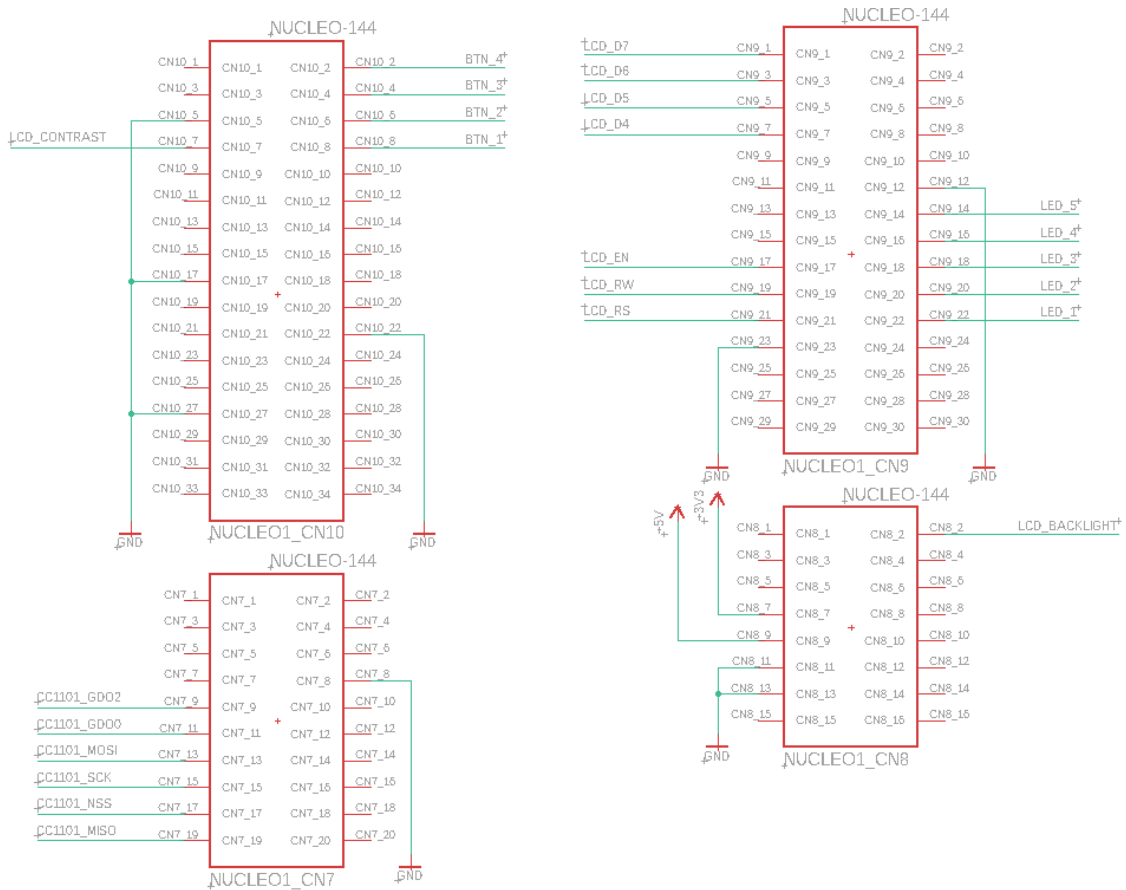 NUCLEO-144
CN10_1 CN10_1 CN10_2 CN10_2 BTN_4
CN10_3 CN10_3 CN10_4 CN10_4 BTN_3
CN10_5 CN10_5 CN10_6 CN10_6 BTN_2
LCD_CONTRAST CN10_7 CN10_7 CN10_8 CN10_8 BTN_1
CN10_9 CN10_9 CN10_10 CN10_10
CN10_11 CN10_11 CN10_12 CN10_12
CN10_13 CN10_13 CN10_14 CN10_14
CN10_15 CN10_15 CN10_16 CN10_16
CN10_17 CN10_17 CN10_18 CN10_18
CN10_19 CN10_19 CN10_20 CN10_20
CN10_21 CN10_21 CN10_22 CN10_22
CN10_23 CN10_23 CN10_24 CN10_24
CN10_25 CN10_25 CN10_26 CN10_26
CN10_27 CN10_27 CN10_28 CN10_28
CN10_29 CN10_29 CN10_30 CN10_30
CN10_31 CN10_31 CN10_32 CN10_32
CN10_33 CN10_33 CN10_34 CN10_34
GND NUCLEO1_CN10 GND
NUCLEO-144
CN7_1 CN7_1 CN7_2 CN7_2
CN7_3 CN7_3 CN7_4 CN7_4
CN7_5 CN7_5 CN7_6 CN7_6
CN7_7 CN7_7 CN7_8 CN7_8
CC1101_GDO2 CN7_9 CN7_9 CN7_10 CN7_10
CC1101_GDO0 CN7_11 CN7_11 CN7_12 CN7_12
CC1101_MOSI CN7_13 CN7_13 CN7_14 CN7_14
CC1101_SCK CN7_15 CN7_15 CN7_16 CN7_16
CC1101_NSS CN7_17 CN7_17 CN7_18 CN7_18
CC1101_MISO CN7_19 CN7_19 CN7_20 CN7_20
NUCLEO1_CN7 GND
NUCLEO-144
LCD_D7 CN9_1 CN9_1 CN9_2 CN9_2
LCD_D6 CN9_3 CN9_3 CN9_4 CN9_4
LCD_D5 CN9_5 CN9_5 CN9_6 CN9_6
LCD_D4 CN9_7 CN9_7 CN9_8 CN9_8
CN9_9 CN9_9 CN9_10 CN9_10
CN9_11 CN9_11 CN9_12 CN9_12
CN9_13 CN9_13 CN9_14 CN9_14 LED_5
CN9_15 CN9_15 CN9_16 CN9_16 LED_4
LCD_EN CN9_17 CN9_17 CN9_18 CN9_18 LED_3
LCD_RW CN9_19 CN9_19 CN9_20 CN9_20 LED_2
LCD_RS CN9_21 CN9_21 CN9_22 CN9_22 LED_1
CN9_23 CN9_23 CN9_24 CN9_24
CN9_25 CN9_25 CN9_26 CN9_26
CN9_27 CN9_27 CN9_28 CN9_28
CN9_29 CN9_29 CN9_30 CN9_30
GND NUCLEO1_CN9 GND
NUCLEO-144
+5V +3V3
CN8_1 CN8_1 CN8_2 CN8_2 LCD_BACKLIGHT
CN8_3 CN8_3 CN8_4 CN8_4
CN8_5 CN8_5 CN8_6 CN8_6
CN8_7 CN8_7 CN8_8 CN8_8
CN8_9 CN8_9 CN8_10 CN8_10
CN8_11 CN8_11 CN8_12 CN8_12
CN8_13 CN8_13 CN8_14 CN8_14
CN8_15 CN8_15 CN8_16 CN8_16
GND NUCLEO1_CN8